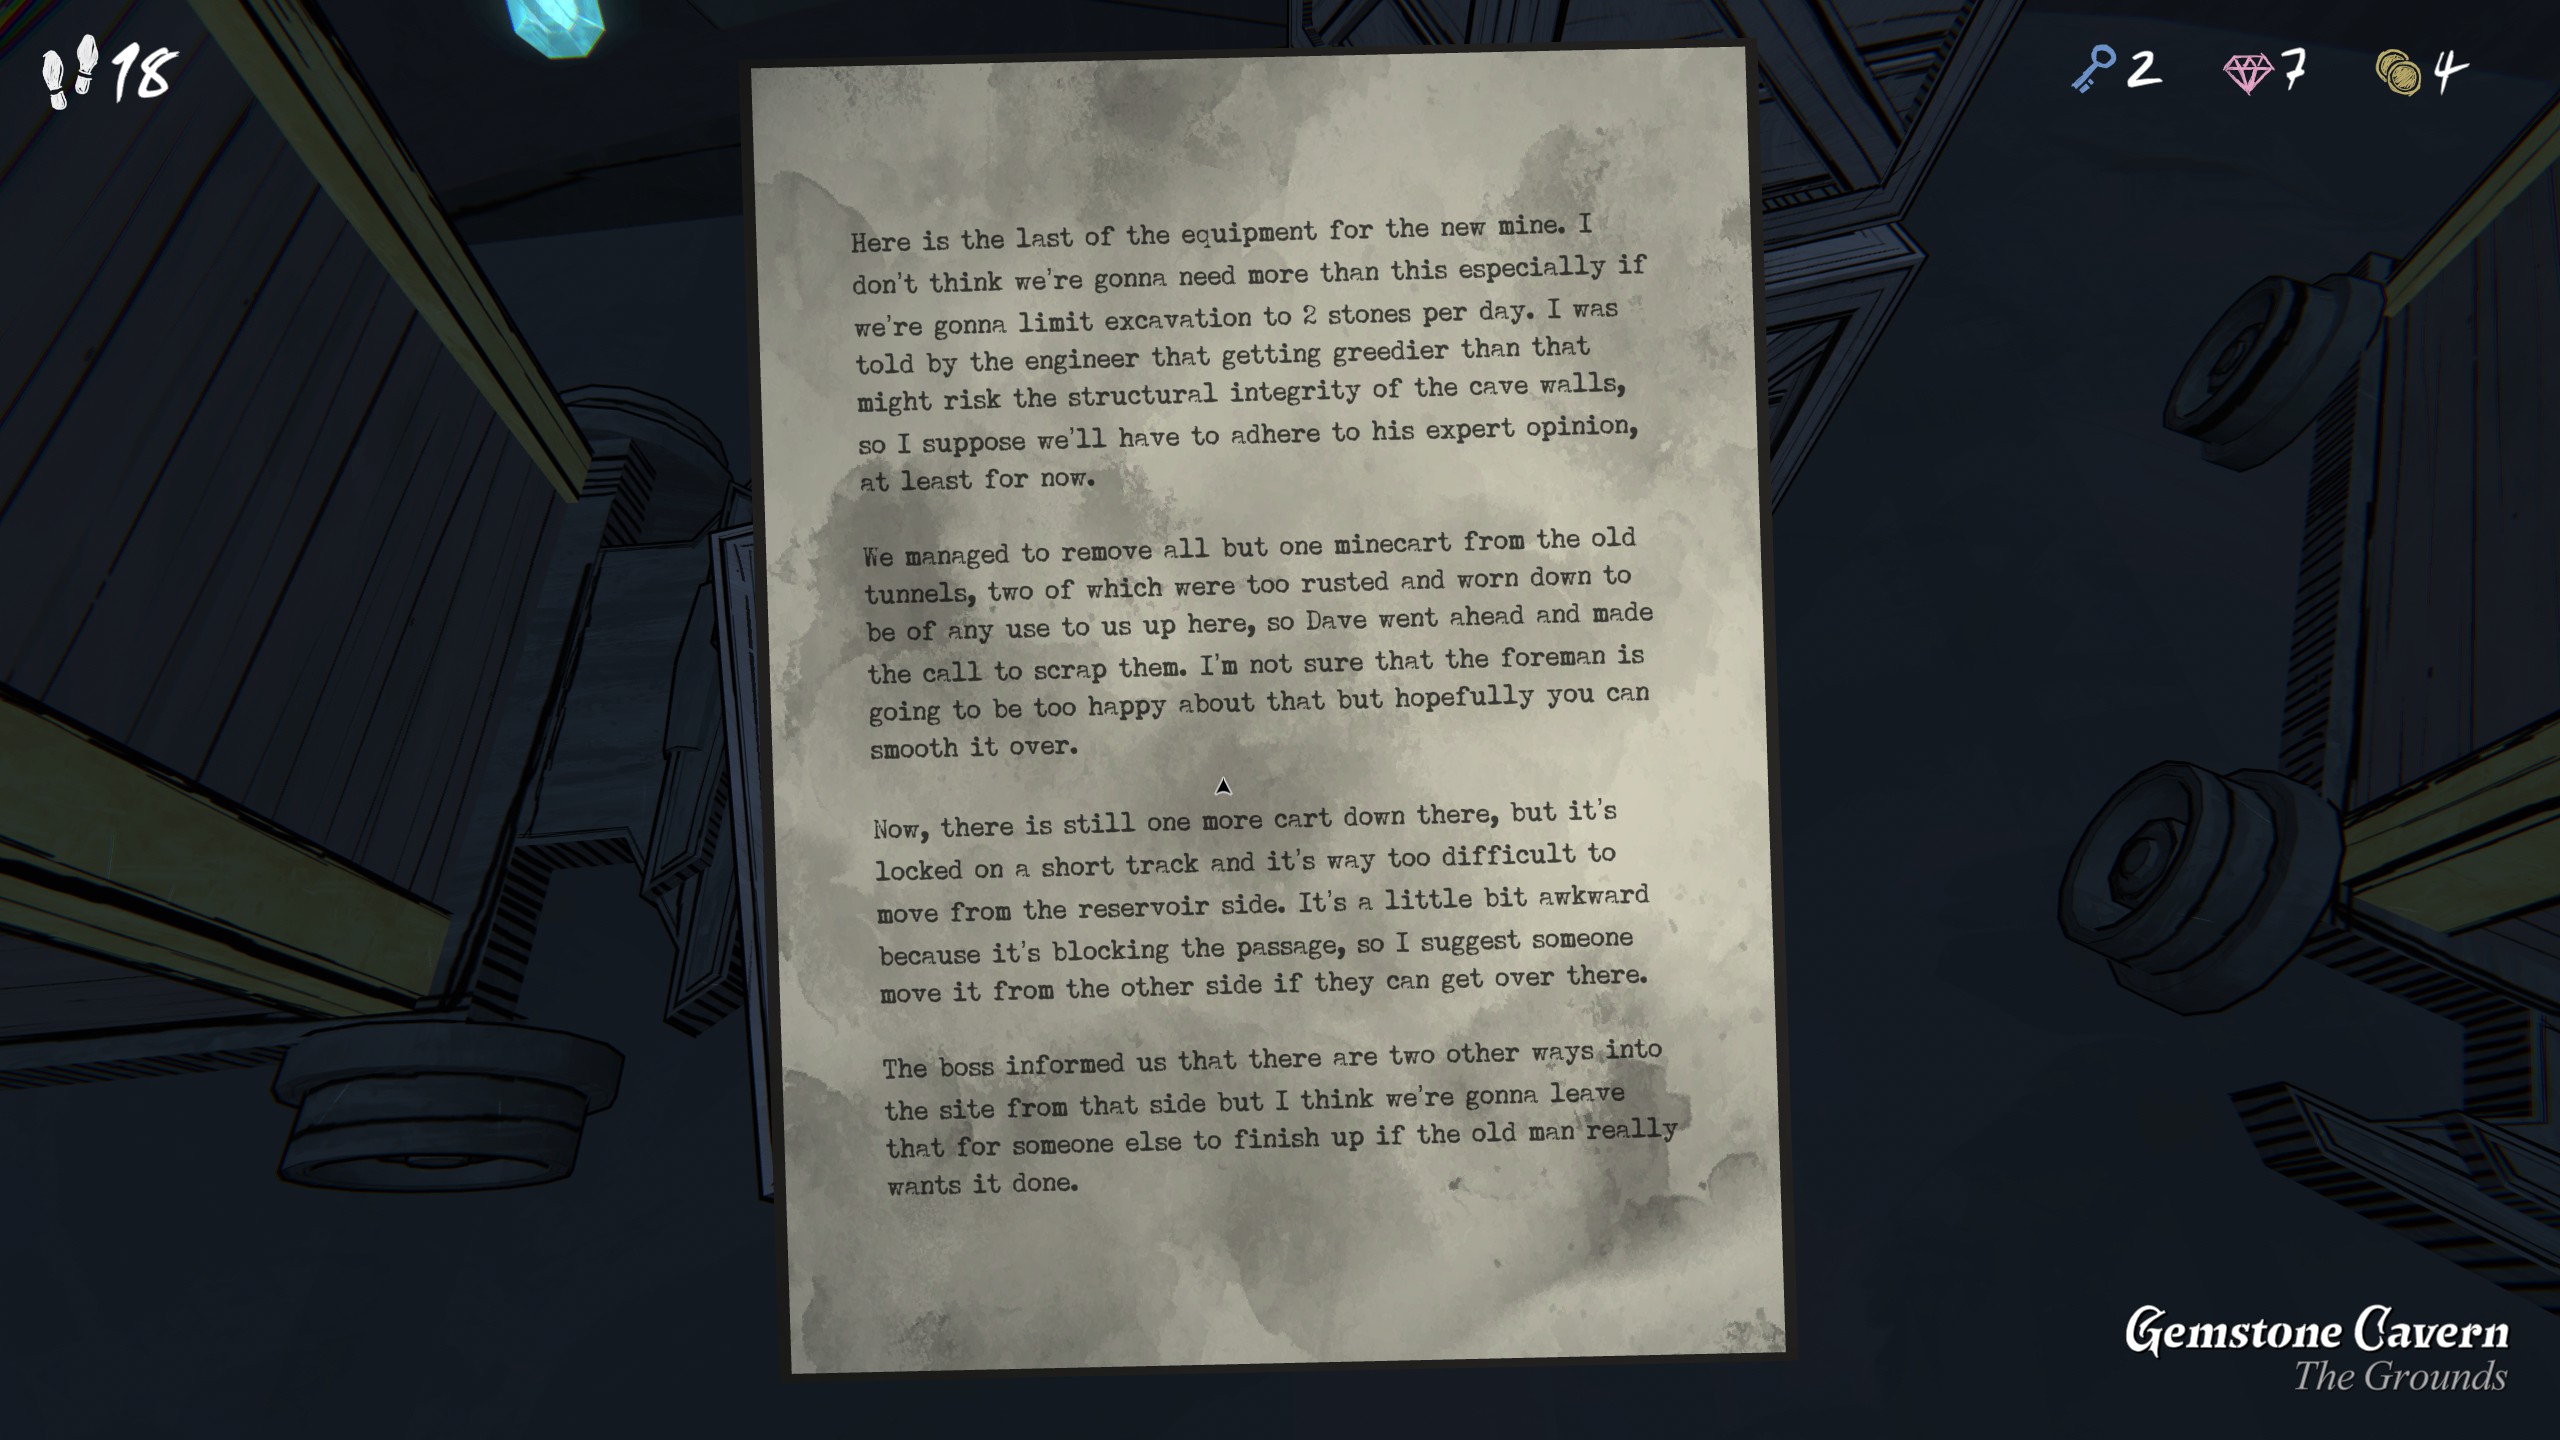 18
2
7
4
Here is the last of the equipment for the new mine. I
don't think we're gonna need more than this especially if
we're gonna limit excavation to 2 stones per day. I was
told by the engineer that getting greedier than that
might risk the structural integrity of the cave walls,
so I suppose we'll have to adhere to his expert opinion,
at least for now.
We managed to remove all but one minecart from the old
tunnels, two of which were too rusted and worn down to
be of any use to us up here, so Dave went ahead and made
the call to scrap them. I'm not sure that the foreman is
going to be too happy about that but hopefully you can
smooth it over.
Now, there is still one more cart down there, but it's
locked on a short track and it's way too difficult to
move from the reservoir side. It's a little bit awkward
because it's blocking the passage, so I suggest someone
move it from the other side if they can get over there.
The boss informed us that there are two other ways into
the site from that side but I think we're gonna leave
that for someone else to finish up if the old man really
wants it done.
Gemstone Cavern
The Grounds